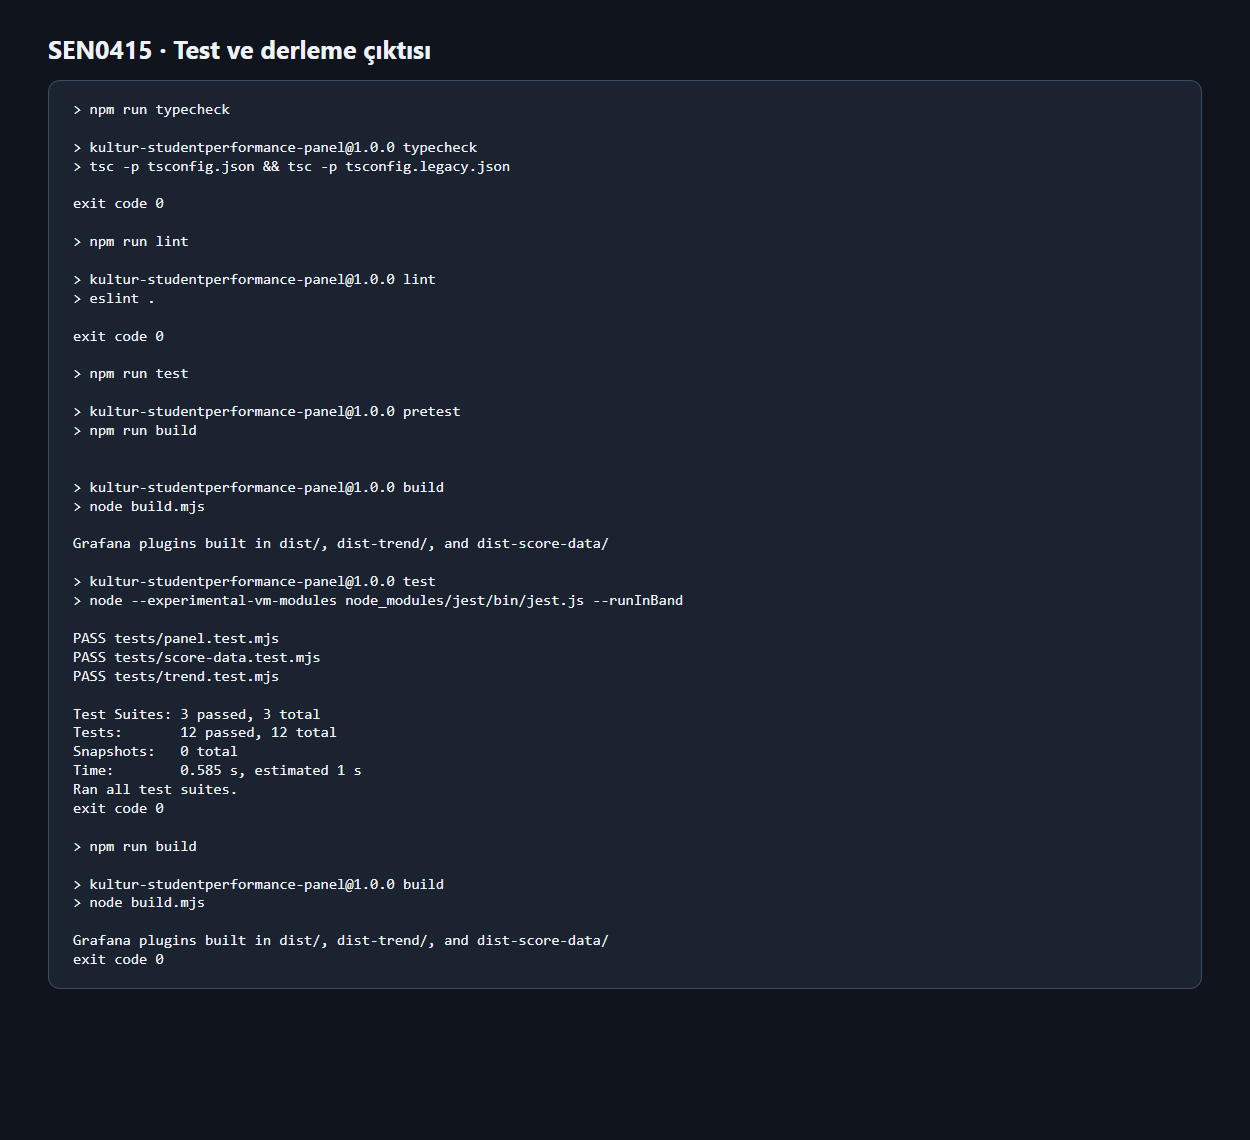 SEN0415 · Test ve derleme çıktısı
> npm run typecheck
> kultur-studentperformance-panel@1.0.0 typecheck
> tsc -p tsconfig.json && tsc -p tsconfig.legacy.json
exit code 0
> npm run lint
> kultur-studentperformance-panel@1.0.0 lint
> eslint .
exit code 0
> npm run test
> kultur-studentperformance-panel@1.0.0 pretest
> npm run build
> kultur-studentperformance-panel@1.0.0 build
> node build.mjs
Grafana plugins built in dist/, dist-trend/, and dist-score-data/
> kultur-studentperformance-panel@1.0.0 test
> node --experimental-vm-modules node_modules/jest/bin/jest.js --runInBand
PASS tests/panel.test.mjs
PASS tests/score-data.test.mjs
PASS tests/trend.test.mjs
Test Suites: 3 passed, 3 total
Tests:       12 passed, 12 total
Snapshots:   0 total
Time:        0.585 s, estimated 1 s
Ran all test suites.
exit code 0
> npm run build
> kultur-studentperformance-panel@1.0.0 build
> node build.mjs
Grafana plugins built in dist/, dist-trend/, and dist-score-data/
exit code 0